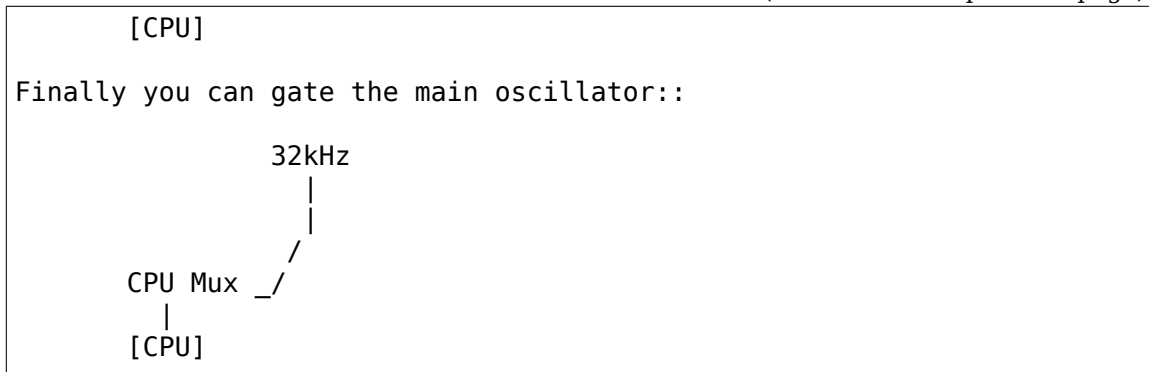 [CPU]
Finally you can gate the main oscillator::
32kHz
|
|
/
CPU Mux _/
|
[CPU]